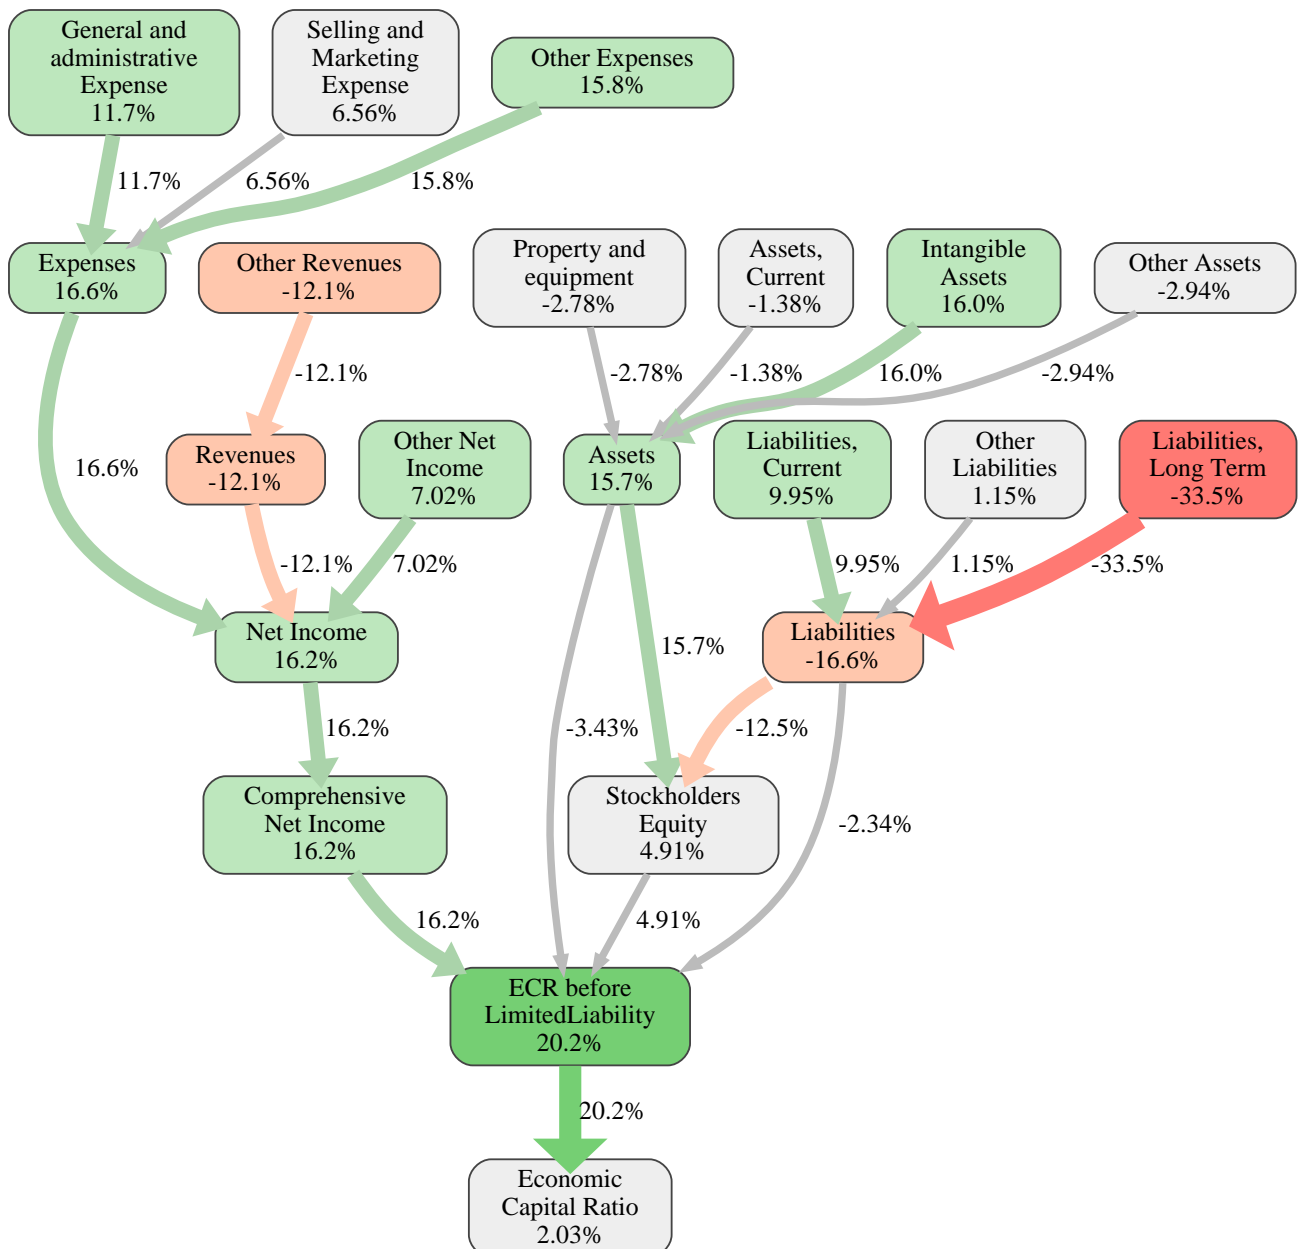 General and
administrative
Expense
11.7%
Selling and
Marketing
Expense
6.56%
Other Expenses
15.8%
11.7%
6.56%
15.8%
Expenses
16.6%
Other Revenues
-12.1%
Property and
equipment
-2.78%
Assets,
Current
-1.38%
Intangible
Assets
16.0%
Other Assets
-2.94%
-12.1%
-2.78%
-1.38%
16.0%
-2.94%
16.6%
Revenues
-12.1%
Other Net
Income
7.02%
Assets
15.7%
Liabilities,
Current
9.95%
Other
Liabilities
1.15%
Liabilities,
Long Term
-33.5%
-12.1%
7.02%
9.95%
1.15%
-33.5%
Net Income
16.2%
15.7%
Liabilities
-16.6%
16.2%
-3.43%
-12.5%
Comprehensive
Net Income
16.2%
Stockholders
Equity
4.91%
-2.34%
16.2%
4.91%
ECR before
LimitedLiability
20.2%
20.2%
Economic
Capital Ratio
2.03%